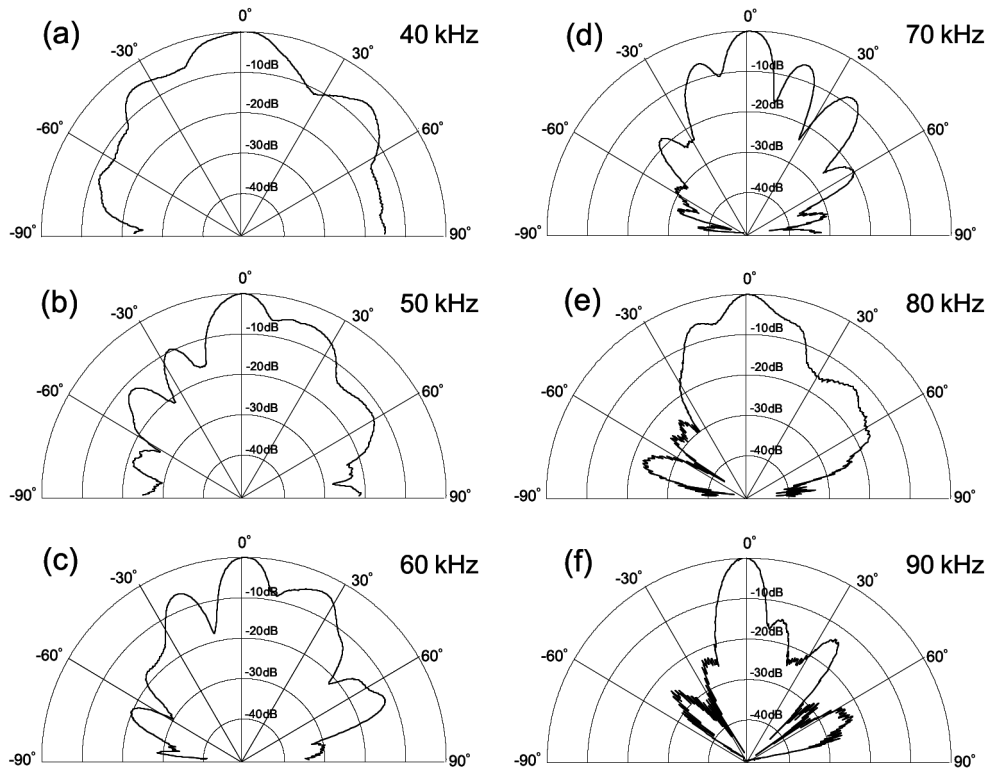 (a)
40 kHz
0°
-30°
30°
-60°
60°
-90°
90°
-10dB
-20dB
-30dB
-40dB
(d)
70 kHz
0°
-30°
30°
-60°
60°
-90°
90°
-10dB
-20dB
-30dB
-40dB
(b)
50 kHz
0°
-30°
30°
-60°
60°
-90°
90°
-10dB
-20dB
-30dB
-40dB
(e)
80 kHz
0°
-30°
30°
-60°
60°
-90°
90°
-10dB
-20dB
-30dB
-40dB
(c)
60 kHz
0°
-30°
30°
-60°
60°
-90°
90°
-10dB
-20dB
-30dB
-40dB
(f)
90 kHz
0°
-30°
30°
-60°
60°
-90°
90°
-10dB
-20dB
-30dB
-40dB